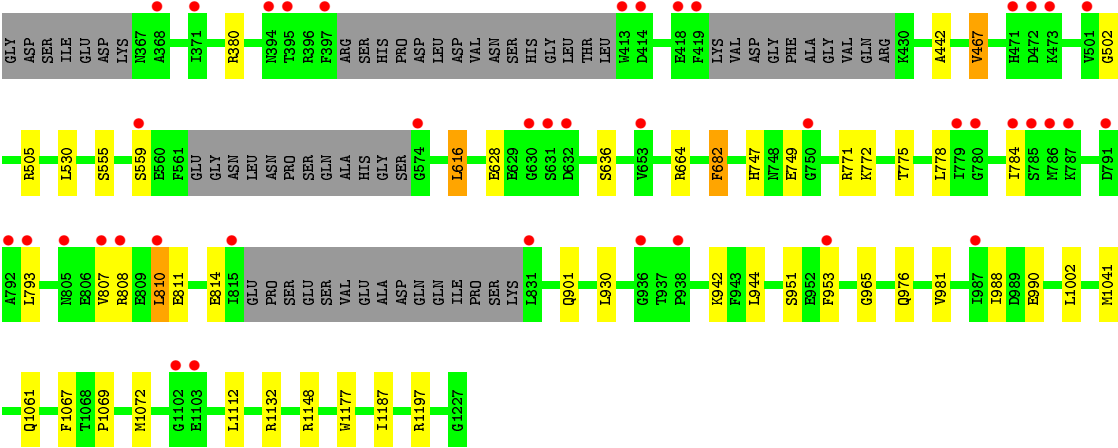 GLY ASP SER ILE GLU ASP LYS N367 A368 I371 R380 N394 T395 R396 F397 ARG SER HIS PRO ASP LEU ASP VAL ASN SER HIS GLY LEU THR LEU W413 D414 E418 F419 LYS VAL ASP GLY PHE ALA GLY VAL GLN ARG K430 A442 V467 H471 D472 K473 V501 G502
R505 L530 S555 S559 E560 F561 GLU GLY ASN LEU ASN PRO SER GLN ALA HIS GLY SER G574 L616 E628 E629 G630 S631 D632 S636 V653 R664 F682 H747 N748 E749 G750 R771 K772 T775 L778 I779 G780 I784 S785 M786 K787 D791
A792 L793 N805 E806 V807 R808 E809 L810 E811 E814 I815 GLU PRO SER GLU SER VAL GLU ALA ASP GLN GLN ILE PRO SER LYS L831 Q901 L930 G936 T937 P938 K942 F943 L944 S951 E952 F953 G965 Q976 V981 I987 I988 D989 E990 L1002 M1041
Q1061 F1067 T1068 P1069 M1072 G1102 E1103 L1112 R1132 R1148 W1177 I1187 R1197 G1227